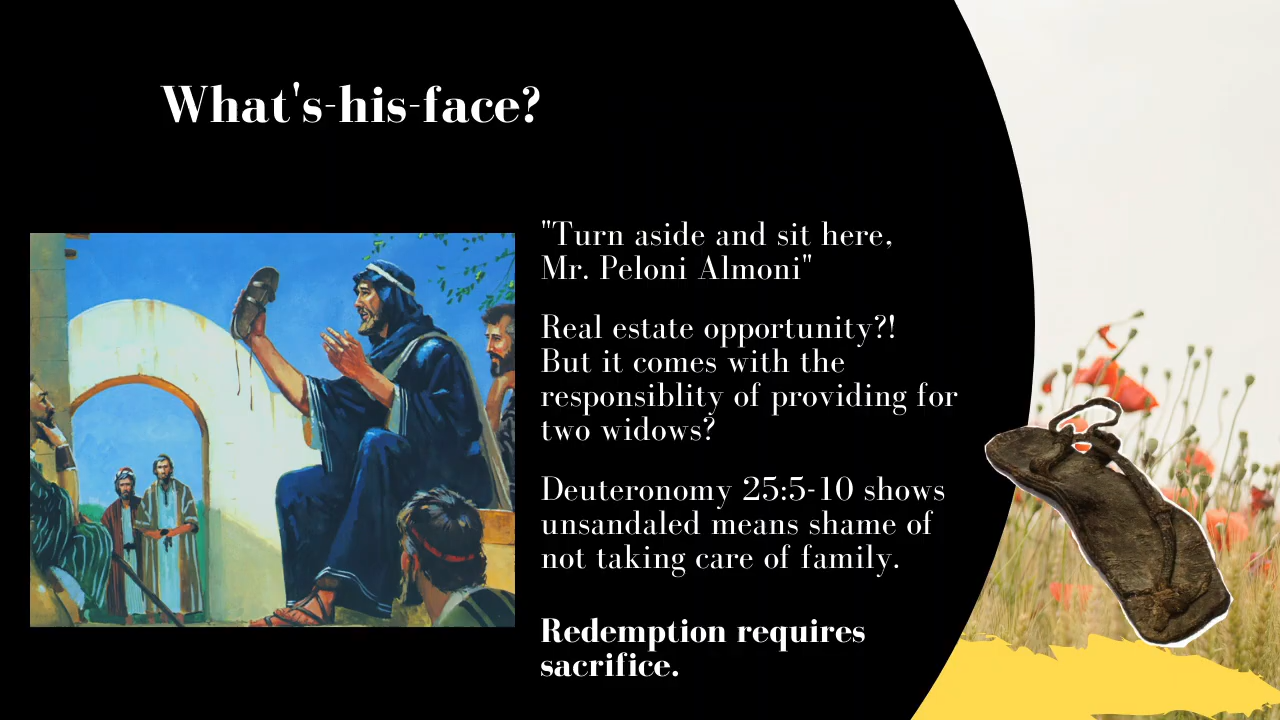 What's-his-face?
"Turn aside and sit here,
Mr. Peloni Almoni"
Real estate opportunity?!
But it comes with the
responsiblity of providing for
two widows?
Deuteronomy 25:5-10 shows
unsandaled means shame of
not taking care of family.
Redemption requires
sacrifice.